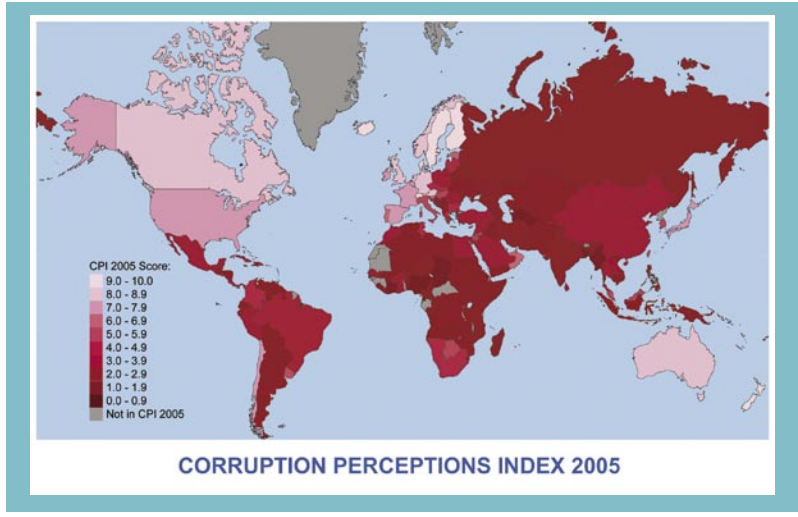 CPI 2005 Score:
9.0 - 10.0
8.0 - 8.9
7.0 - 7.9
6.0 - 6.9
5.0 - 5.9
4.0 - 4.9
3.0 - 3.9
2.0 - 2.9
1.0 - 1.9
0.0 - 0.9
Not in CPI 2005
CORRUPTION PERCEPTIONS INDEX 2005